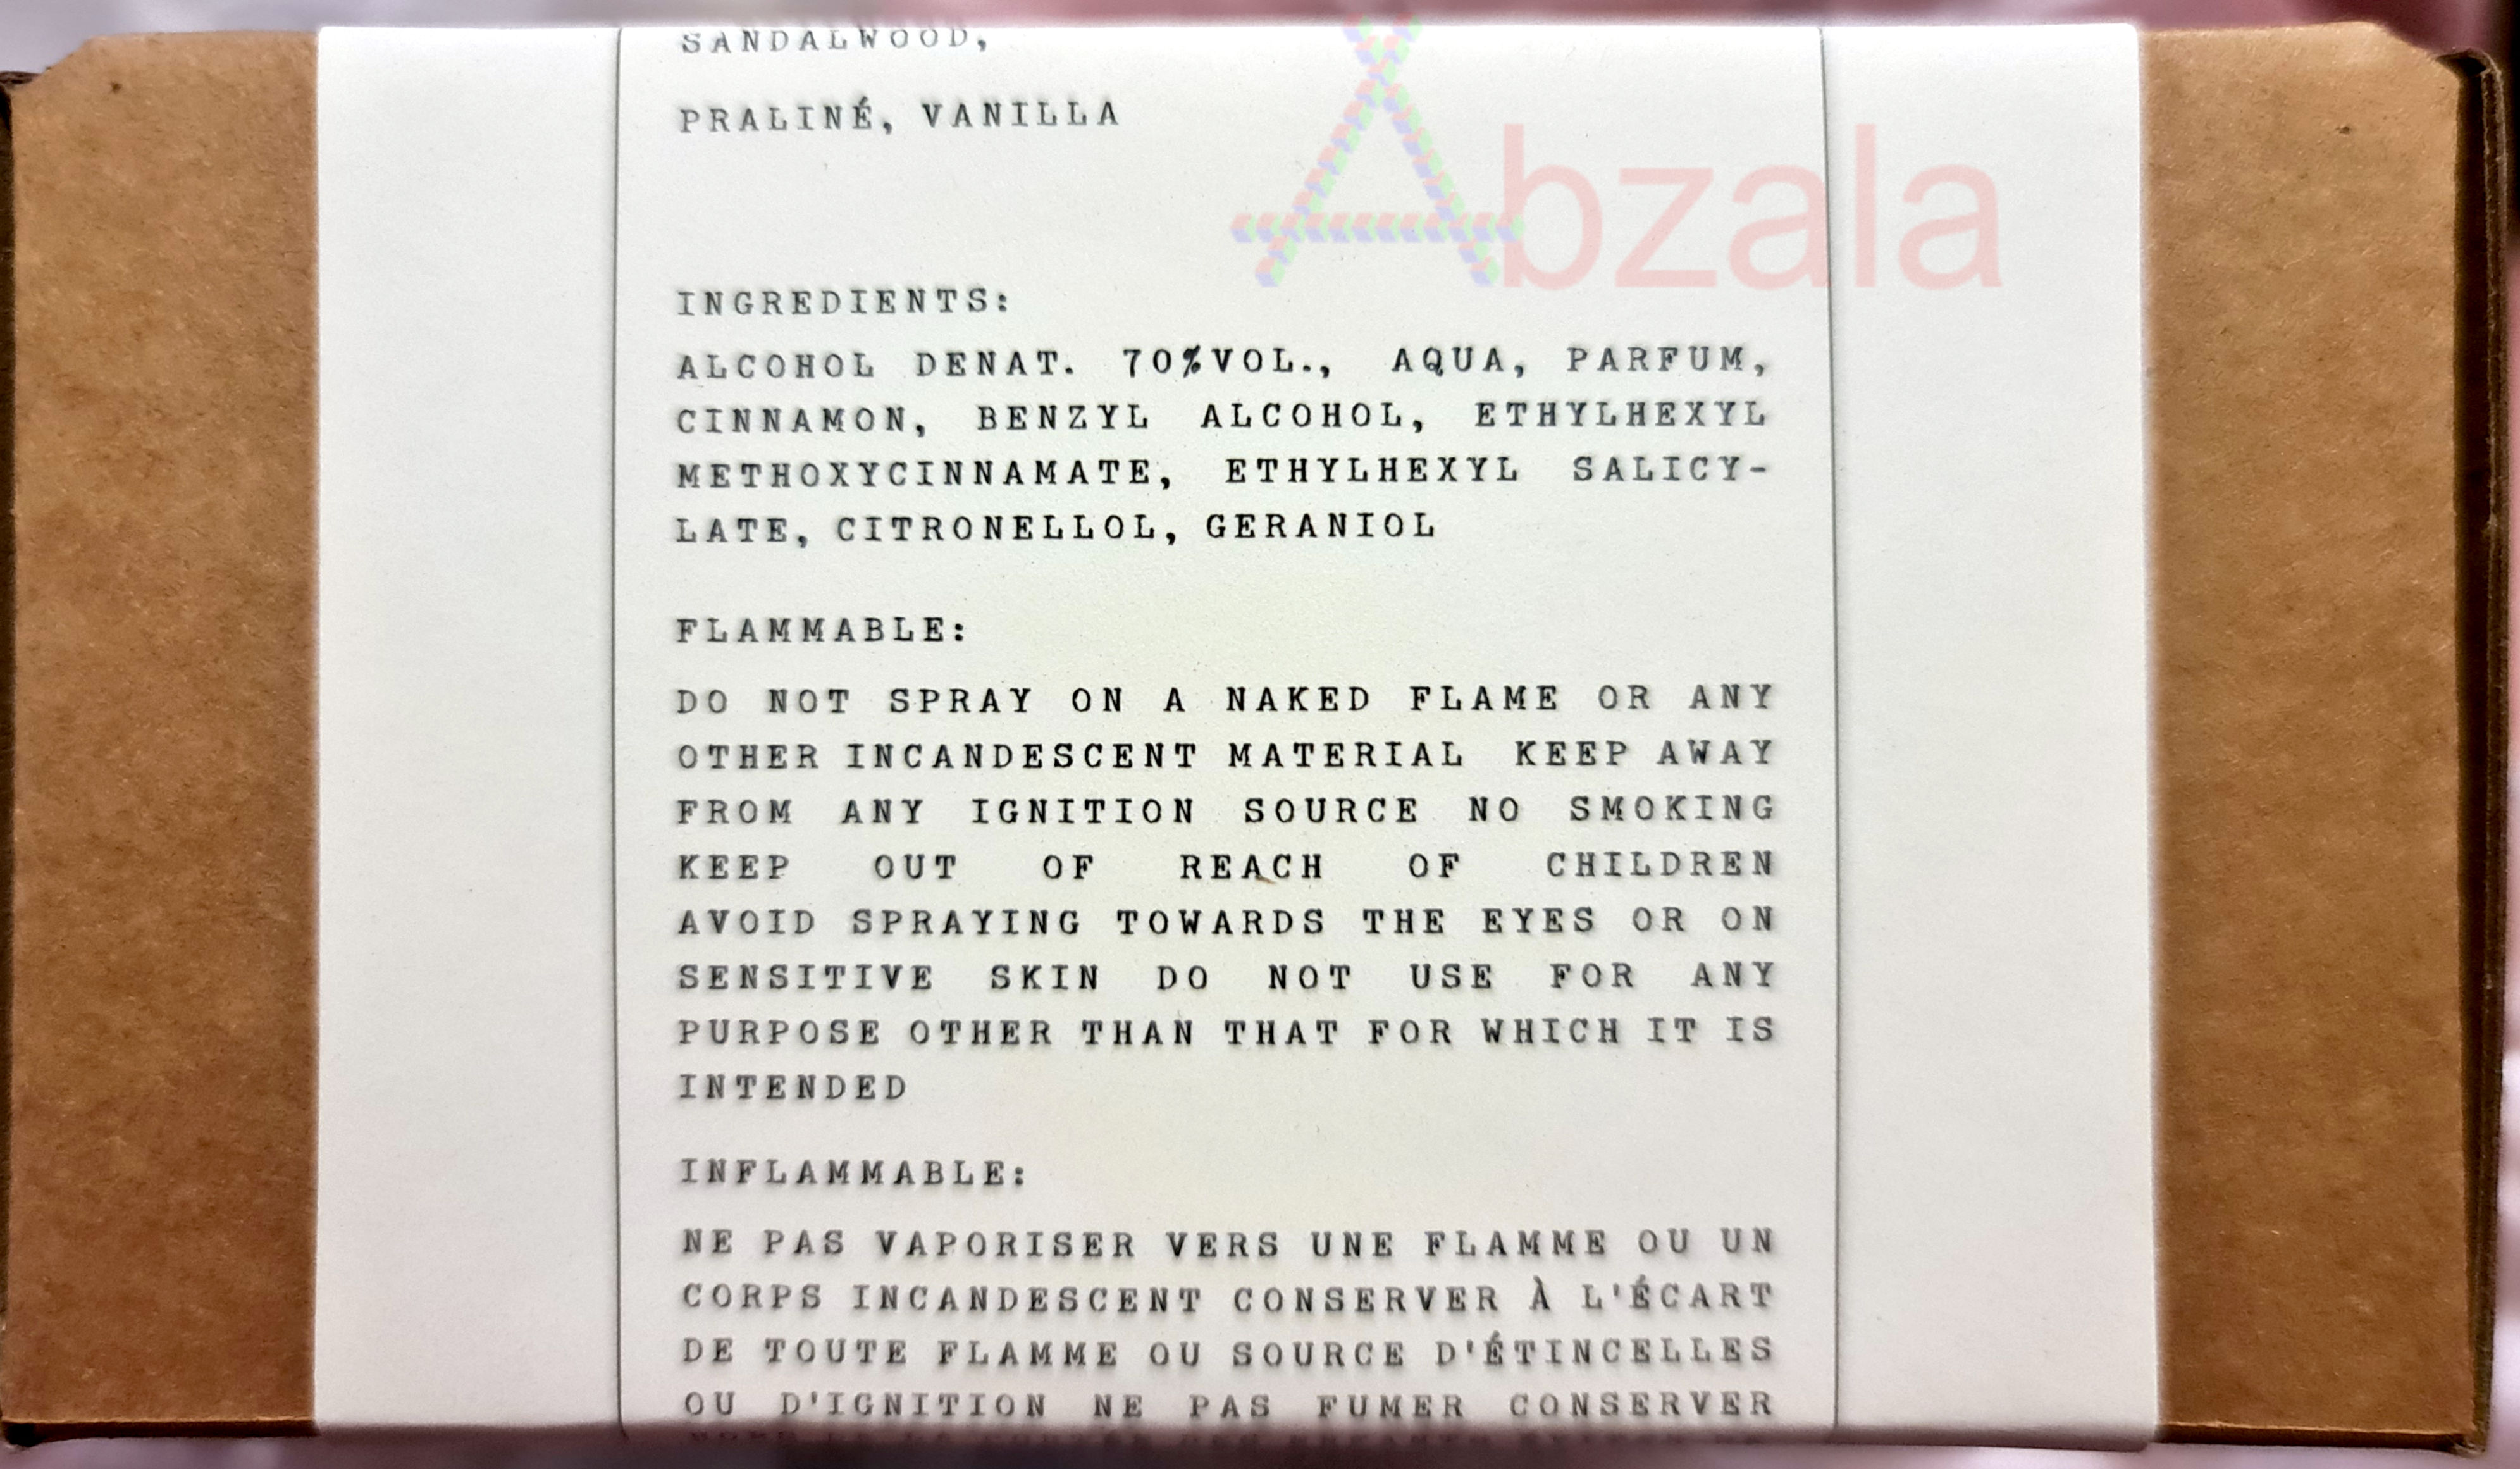 SANDALWOOD,
PRALINÉ, VANILLA
Abzala
INGREDIENTS:
ALCOHOL DENAT. 70%VOL., AQUA, PARFUM,
CINNAMON, BENZYL ALCOHOL, ETHYLHEXYL
METHOXYCINNAMATE, ETHYLHEXYL SALICY-
LATE, CITRONELLOL, GERANIOL
FLAMMABLE:
DO NOT SPRAY ON A NAKED FLAME OR ANY
OTHER INCANDESCENT MATERIAL KEEP AWAY
FROM ANY IGNITION SOURCE NO SMOKING
KEEP OUT OF REACH OF CHILDREN
AVOID SPRAYING TOWARDS THE EYES OR ON
SENSITIVE SKIN DO NOT USE FOR ANY
PURPOSE OTHER THAN THAT FOR WHICH IT IS
INTENDED
INFLAMMABLE:
NE PAS VAPORISER VERS UNE FLAMME OU UN
CORPS INCANDESCENT CONSERVER À L'ÉCART
DE TOUTE FLAMME OU SOURCE D'ÉTINCELLES
OU D'IGNITION NE PAS FUMER CONSERVER